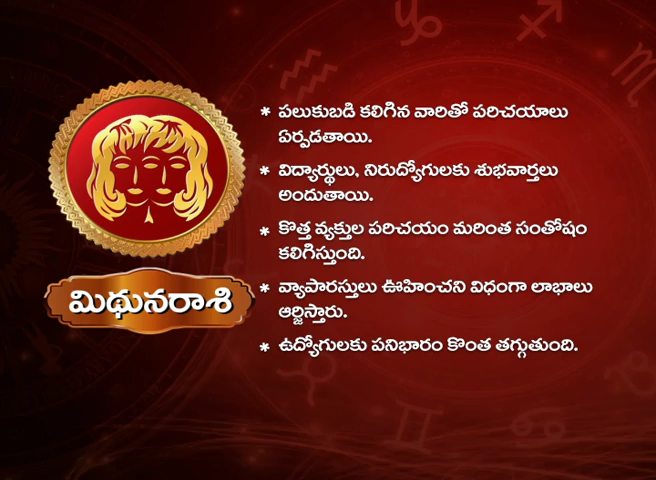 * పలుకుబడి కలిగిన వారితో పరిచయాలు
ఏర్పడతాయి.
* విద్యార్థులు, నిరుద్యోగులకు శుభవార్తలు
అందుతాయి.
* కొత్త వ్యక్తుల పరిచయం మరింత సంతోషం
కలిగిస్తుంది.
* వ్యాపారస్తులు ఊహించని విధంగా లాభాలు
ఆర్జిస్తారు.
* ఉద్యోగులకు పనిభారం కొంత తగ్గుతుంది.
మిథునరాశి